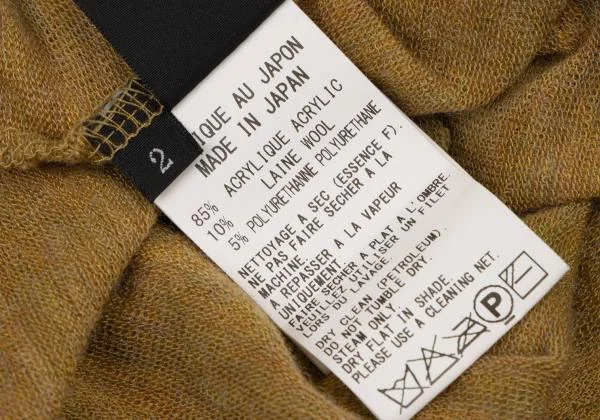 2
IQUE AU JAPON
MADE IN JAPAN
85% ACRYLIQUE ACRYLIC
10% LAINE WOOL
5% POLYURETHANNE POLYURETHANE
NETTOYAGE A SEC (ESSENCE F).
NE PAS FAIRE SÉCHER A LA
MACHINE.
A REPASSER A LA VAPEUR
UNIQUEMENT.
FAIRE SÉCHER A PLAT A L'OMBRE.
VEUILLEZ UTILISER UN FILET
LORS DU LAVAGE.
DRY CLEAN (PETROLEUM).
DO NOT TUMBLE DRY.
STEAM ONLY.
DRY FLAT IN SHADE.
PLEASE USE A CLEANING NET.
P